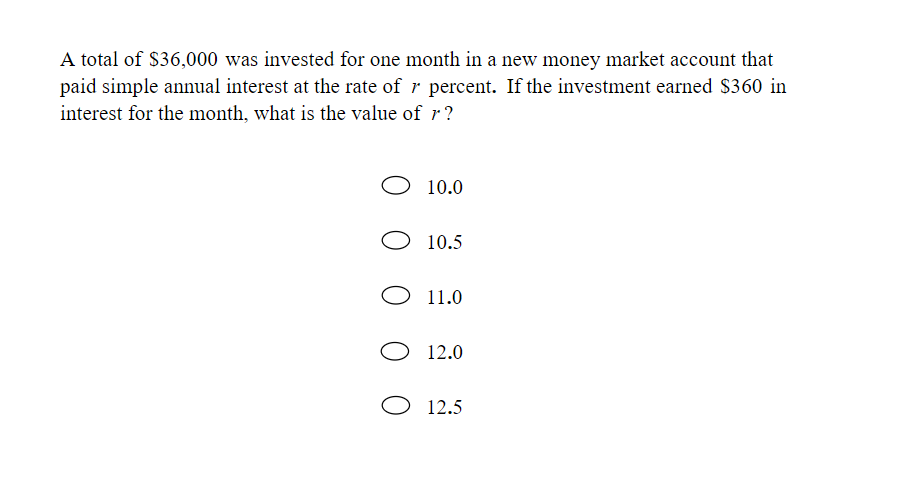 A total of $36,000 was invested for one month in a new money market account that
paid simple annual interest at the rate of r percent. If the investment earned $360 in
interest for the month, what is the value of r?
10.0
10.5
11.0
12.0
12.5